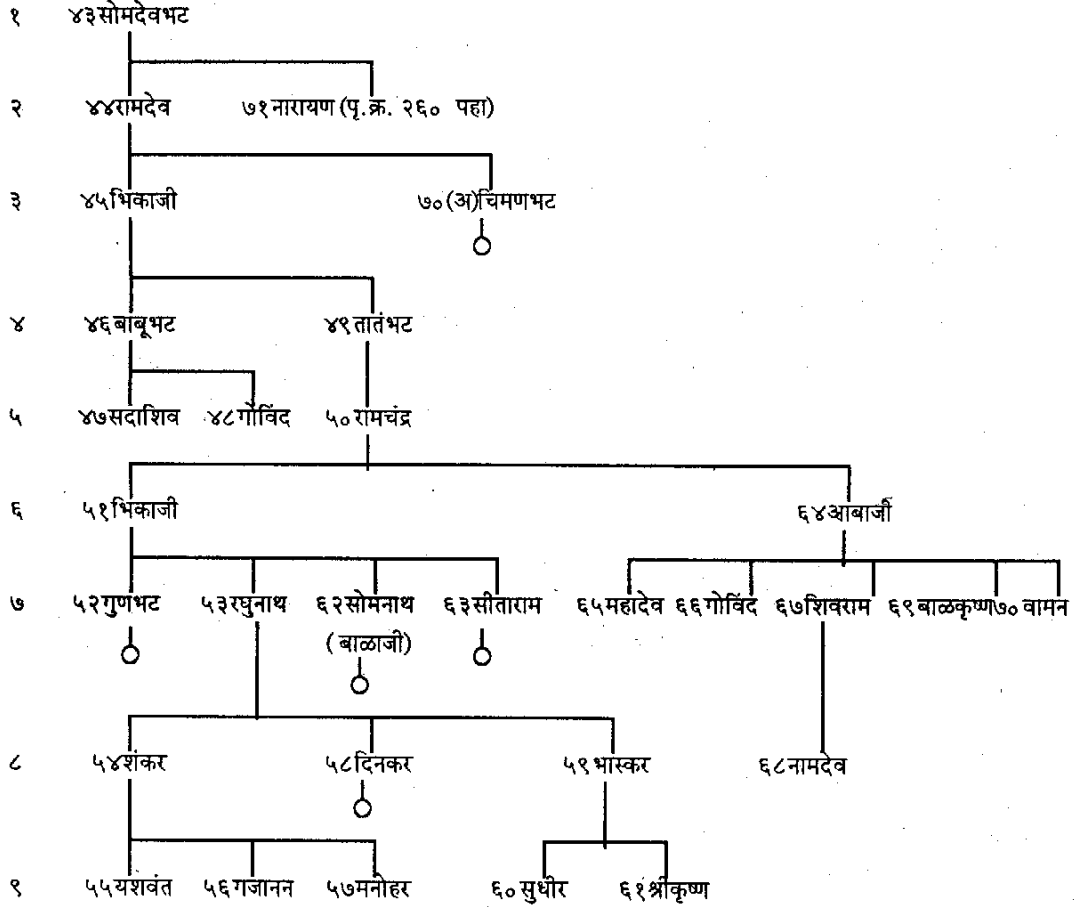 १ ४३सोमदेवभट
२ ४४रामदेव ७१नारायण (पृ.क्र. २६० पहा)
३ ४५भिकाजी ७०(अ)चिमणभट
४ ४६बाबूभट ४९तातंभट
५ ४७सदाशिव ४८गोविंद ५०रामचंद्र
६ ५१भिकाजी ६४आबाजी
७ ५२गुणभट ५३रघुनाथ ६२सोमनाथ ६३सीताराम ६५महादेव ६६गोविंद ६७शिवराम ६९बाळकृष्ण ७०वामन
(बाळाजी)
८ ५४शंकर ५८दिनकर ५९भास्कर ६८नामदेव
९ ५५यशवंत ५६गजानन ५७मनोहर ६०सुधीर ६१श्रीकृष्ण